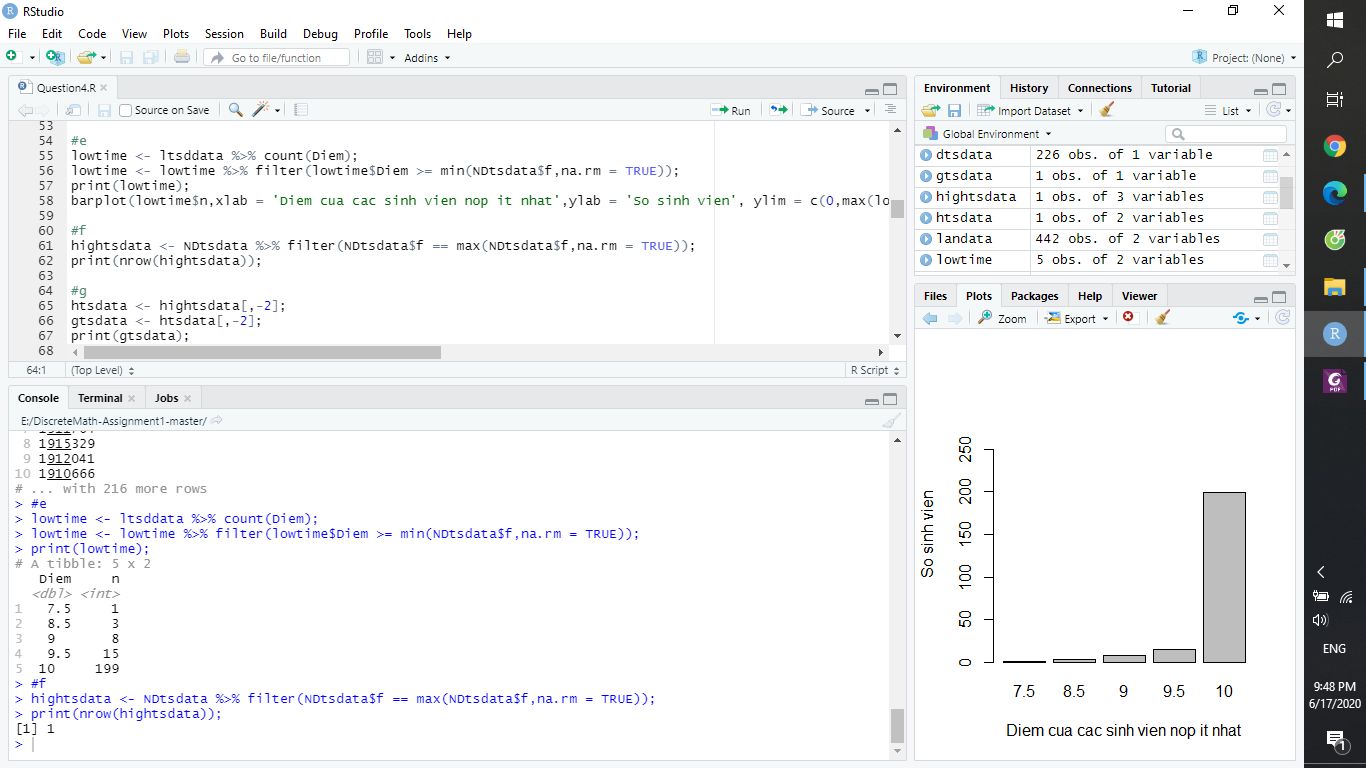 RStudio
File Edit Code View Plots Session Build Debug Profile Tools Help
Go to file/function Addins Project: (None)
Question4.R
Source on Save Run Source
53
54 #e
55 lowtime <- ltsddata %>% count(Diem);
56 lowtime <- lowtime %>% filter(lowtime$Diem >= min(NDtsdata$f,na.rm = TRUE));
57 print(lowtime);
58 barplot(lowtime$n,xlab = 'Diem cua cac sinh vien nop it nhat',ylab = 'So sinh vien', ylim = c(0,max(lo
59
60 #f
61 hightsdata <- NDtsdata %>% filter(NDtsdata$f == max(NDtsdata$f,na.rm = TRUE));
62 print(nrow(hightsdata));
63
64 #g
65 htsdata <- hightsdata[,-2];
66 gtsdata <- htsdata[,-2];
67 print(gtsdata);
68
64:1 (Top Level) R Script
Console Terminal Jobs
E:/DiscreteMath-Assignment1-master/
8 1915329
9 1912041
10 1910666
# ... with 216 more rows
> #e
> lowtime <- ltsddata %>% count(Diem);
> lowtime <- lowtime %>% filter(lowtime$Diem >= min(NDtsdata$f,na.rm = TRUE));
> print(lowtime);
# A tibble: 5 x 2
Diem n
<dbl> <int>
1 7.5 1
2 8.5 3
3 9 8
4 9.5 15
5 10 199
> #f
> hightsdata <- NDtsdata %>% filter(NDtsdata$f == max(NDtsdata$f,na.rm = TRUE));
> print(nrow(hightsdata));
[1] 1
>
Environment History Connections Tutorial
Import Dataset List
Global Environment
dtsdata 226 obs. of 1 variable
gtsdata 1 obs. of 1 variable
hightsdata 1 obs. of 3 variables
htsdata 1 obs. of 2 variables
landata 442 obs. of 2 variables
lowtime 5 obs. of 2 variables
Files Plots Packages Help Viewer
Zoom Export
So sinh vien
250
200
150
100
50
0
7.5 8.5 9 9.5 10
Diem cua cac sinh vien nop it nhat
R
PDF
ENG
9:48 PM
6/17/2020
1